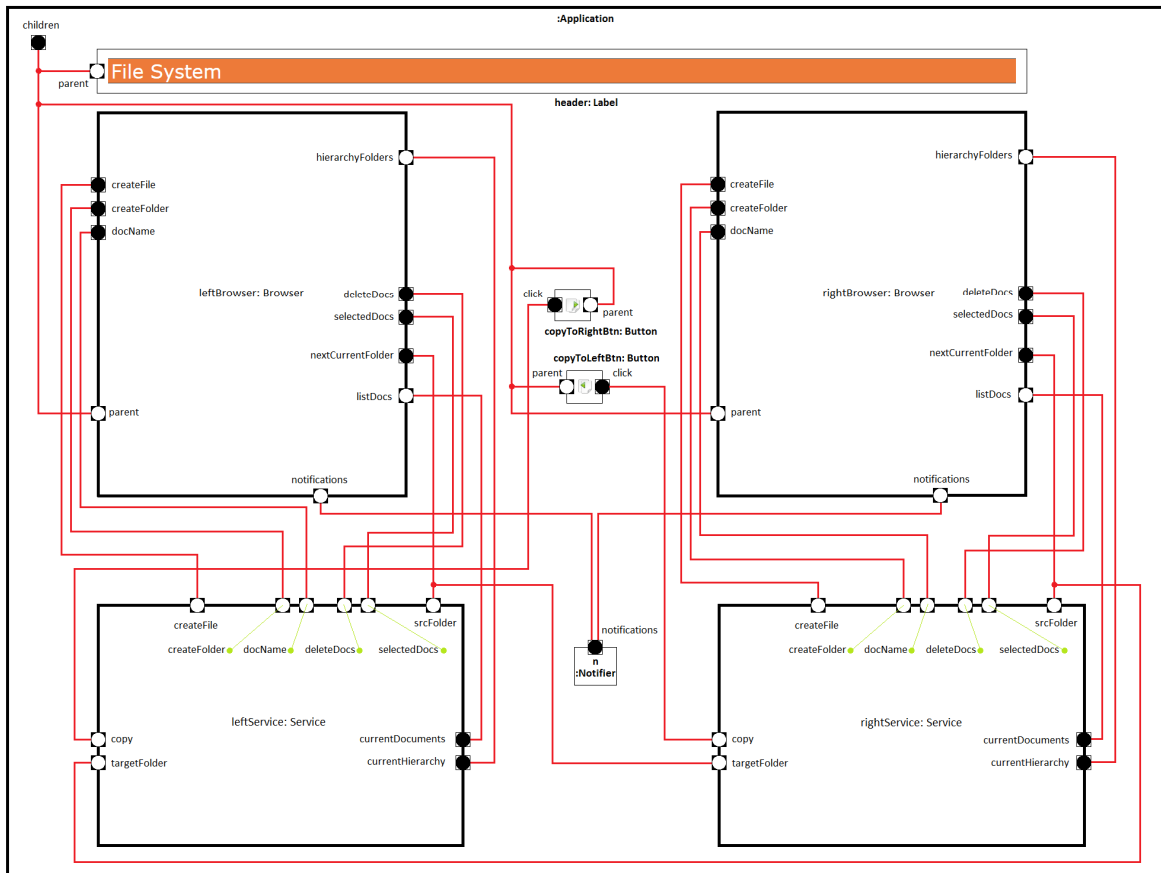 :Application
children
parent
File System
header: Label
hierarchyFolders
createFile
createFolder
docName
leftBrowser: Browser
deleteDocs
selectedDocs
nextCurrentFolder
listDocs
parent
notifications
click
parent
copyToRightBtn: Button
copyToLeftBtn: Button
parent
click
hierarchyFolders
createFile
createFolder
docName
rightBrowser: Browser
deleteDocs
selectedDocs
nextCurrentFolder
listDocs
parent
notifications
createFile
srcFolder
createFolder
docName
deleteDocs
selectedDocs
leftService: Service
copy
targetFolder
currentDocuments
currentHierarchy
notifications
n
:Notifier
createFile
srcFolder
createFolder
docName
deleteDocs
selectedDocs
rightService: Service
copy
targetFolder
currentDocuments
currentHierarchy